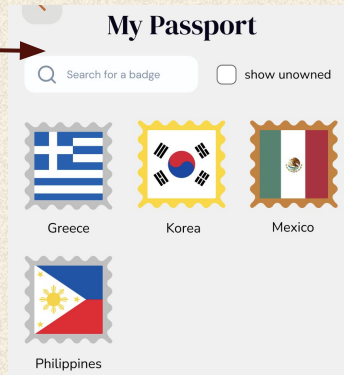 My Passport
Search for a badge
show unowned
Greece
Korea
Mexico
Philippines